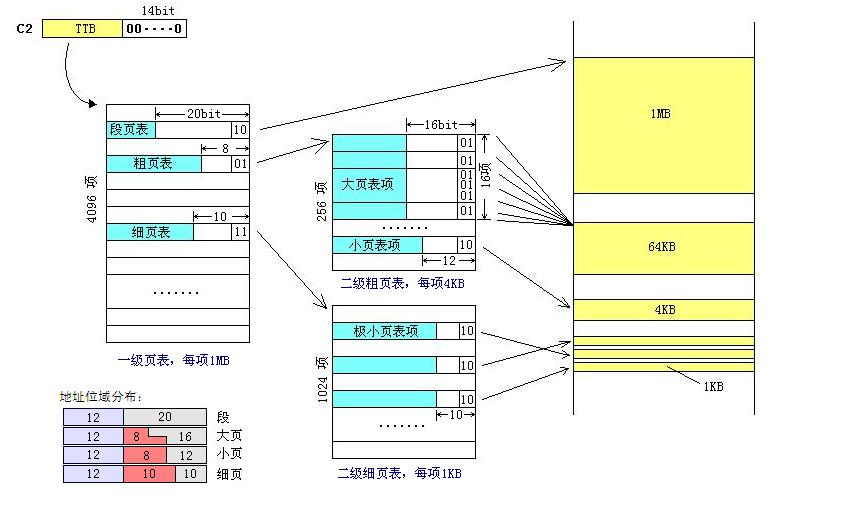 14bit
C2 TTB 00----0
20bit
段页表 10
8
粗页表 01
4096 项
10
细页表 11
.......
一级页表，每项1MB
16bit
01
01
大页表项 01
01
01
01
16项
256 项
.......
小页表项 10
12
二级粗页表，每项4KB
极小页表项 10
10
10
1024 项
10
.......
二级细页表，每项1KB
1MB
64KB
4KB
1KB
地址位域分布：
12 20 段
12 8 16 大页
12 8 12 小页
12 10 10 细页